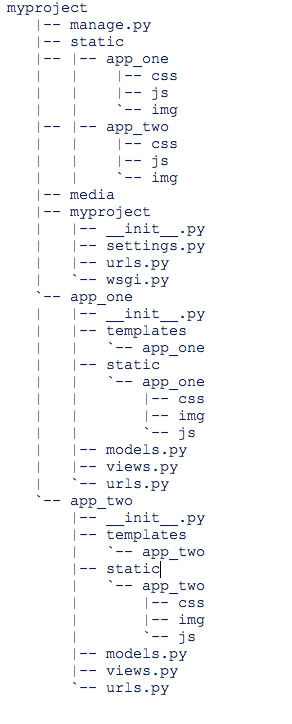 myproject
    |-- manage.py
    |-- static
    |-- |-- app_one
    |   |     |-- css
    |   |     |-- js
    |   |     `-- img
    |-- |-- app_two
    |   |     |-- css
    |   |     |-- js
    |   |     `-- img
    |-- media
    |-- myproject
    |   |-- __init__.py
    |   |-- settings.py
    |   |-- urls.py
    |   `-- wsgi.py
    `-- app_one
    |   |-- __init__.py
    |   |-- templates
    |   |   `-- app_one
    |   |-- static
    |   |   `-- app_one
    |   |       |-- css
    |   |       |-- img
    |   |       `-- js
    |   |-- models.py
    |   |-- views.py
    |   `-- urls.py
    `-- app_two
        |-- __init__.py
        |-- templates
        |   `-- app_two
        |-- static
        |   `-- app_two
        |       |-- css
        |       |-- img
        |       `-- js
        |-- models.py
        |-- views.py
        `-- urls.py